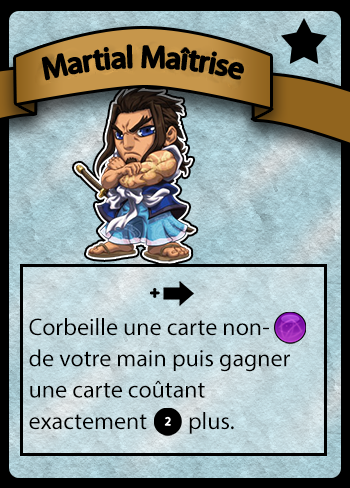 Martial Maîtrise
+
Corbeille une carte non-
de votre main puis gagner
une carte coûtant
exactement 2 plus.